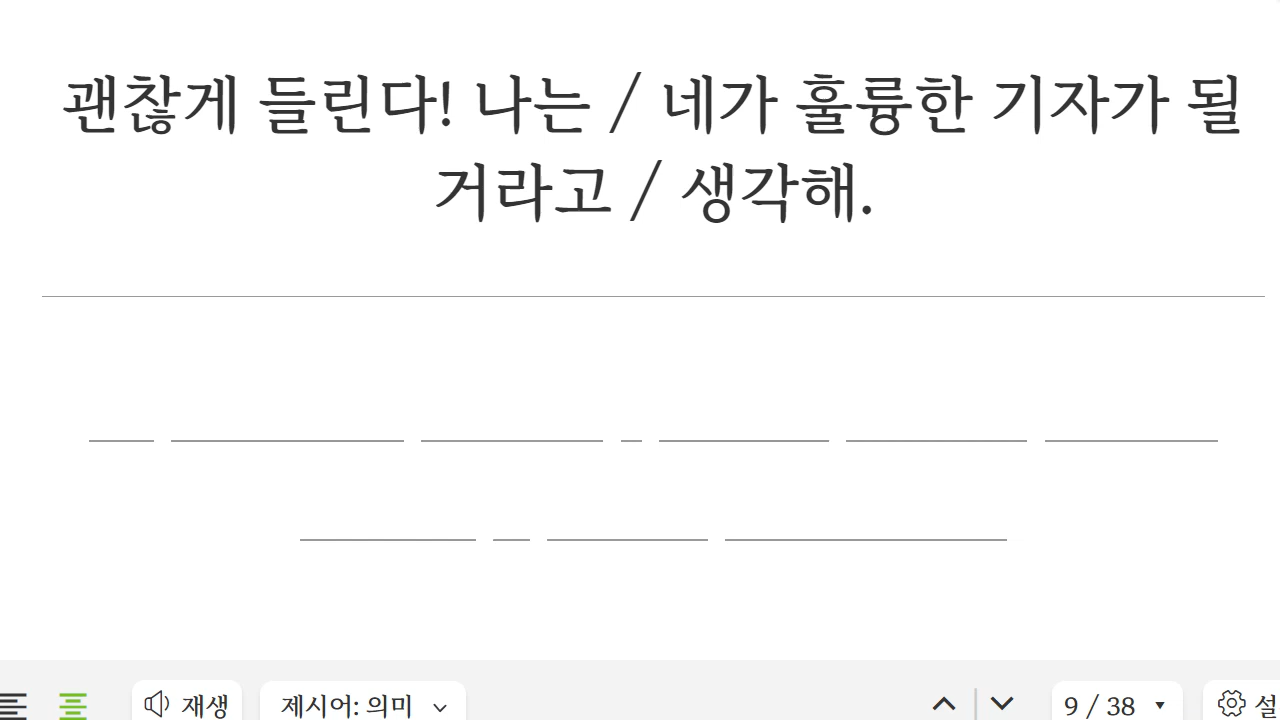 괜찮게 들린다! 나는 / 네가 훌륭한 기자가 될
거라고 / 생각해.
재생
제시어: 의미
9 / 38
설